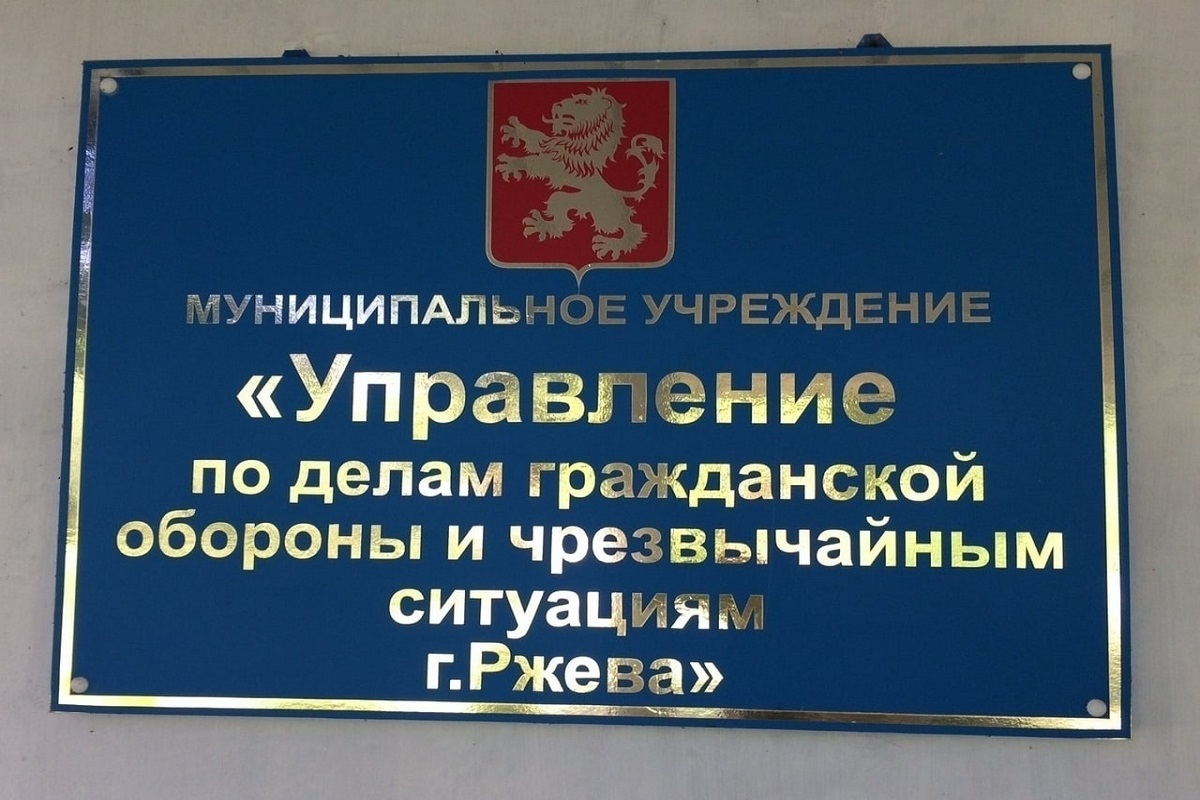 МУНИЦИПАЛЬНОЕ УЧРЕЖДЕНИЕ
«Управление
по делам гражданской
обороны и чрезвычайным
ситуациям
г.Ржева»